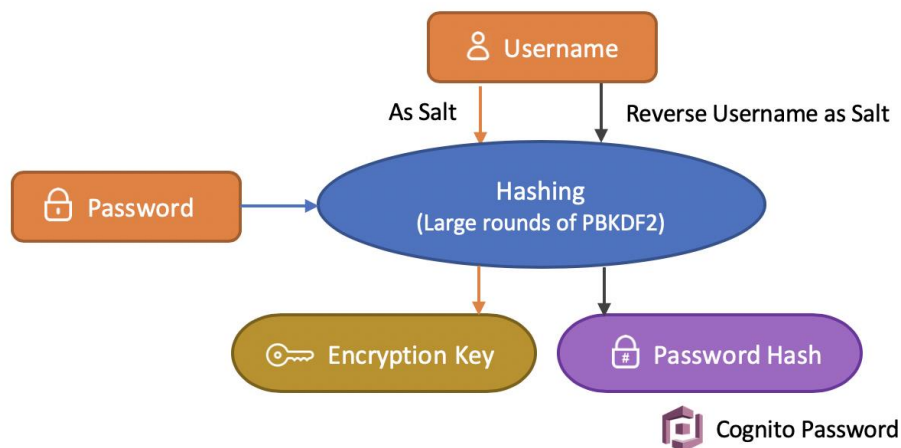 Username
As Salt
Reverse Username as Salt
Password
Hashing
(Large rounds of PBKDF2)
Encryption Key
#
Password Hash
Cognito Password